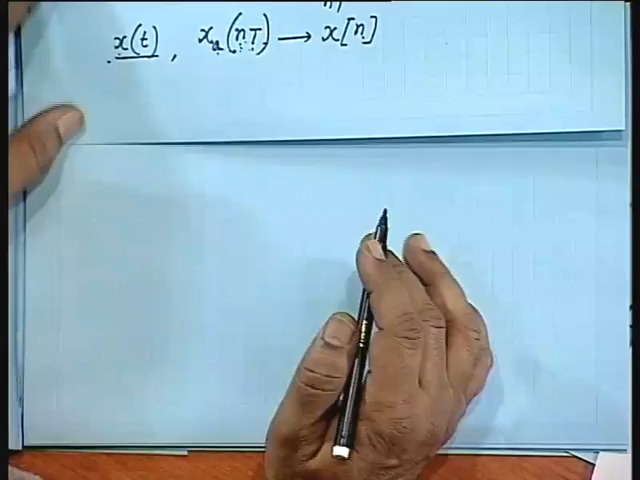 x(t), xₐ(nT) → x[n]